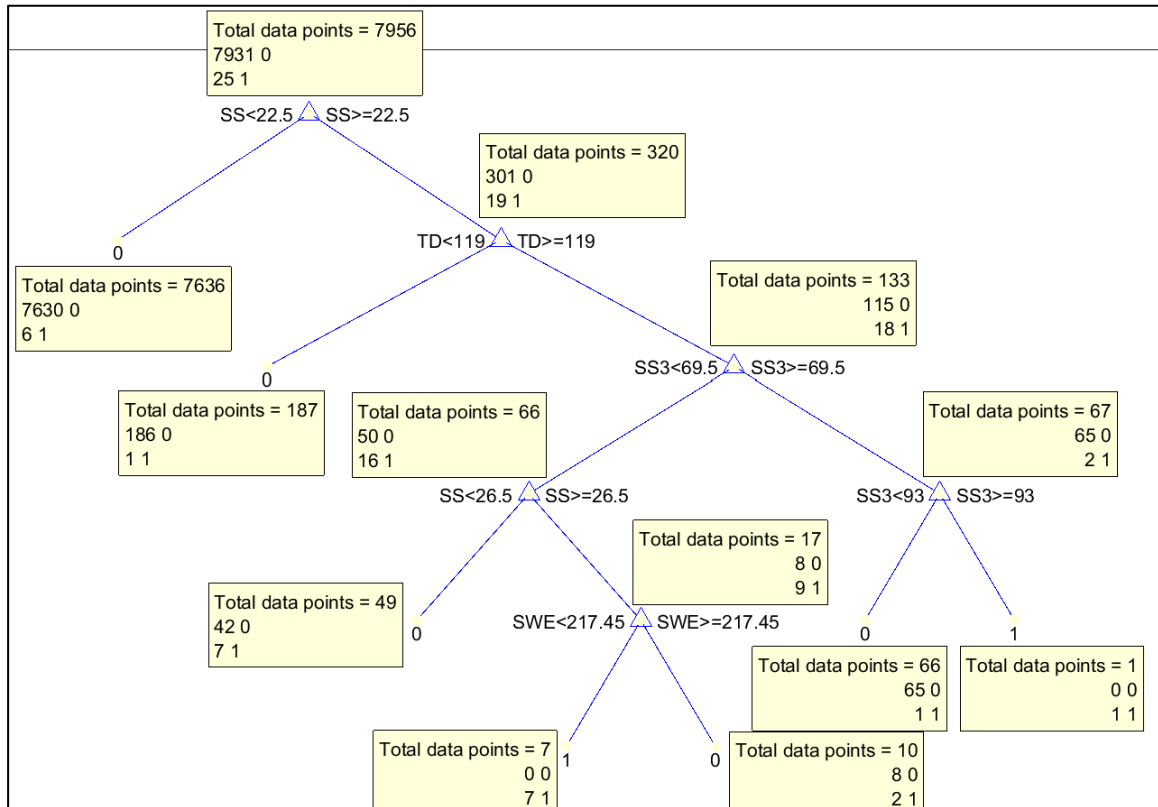 Total data points = 7956
7931 0
25 1
SS<22.5 SS>=22.5
Total data points = 320
301 0
19 1
TD<119 TD>=119
0
Total data points = 7636
7630 0
6 1
Total data points = 133
115 0
18 1
SS3<69.5 SS3>=69.5
0
Total data points = 187
186 0
1 1
Total data points = 66
50 0
16 1
Total data points = 67
65 0
2 1
SS<26.5 SS>=26.5
SS3<93 SS3>=93
Total data points = 17
8 0
9 1
Total data points = 49
42 0
7 1
0
SWE<217.45 SWE>=217.45
0
1
Total data points = 66
65 0
1 1
Total data points = 1
0 0
1 1
Total data points = 7
0 0
7 1
1
0
Total data points = 10
8 0
2 1